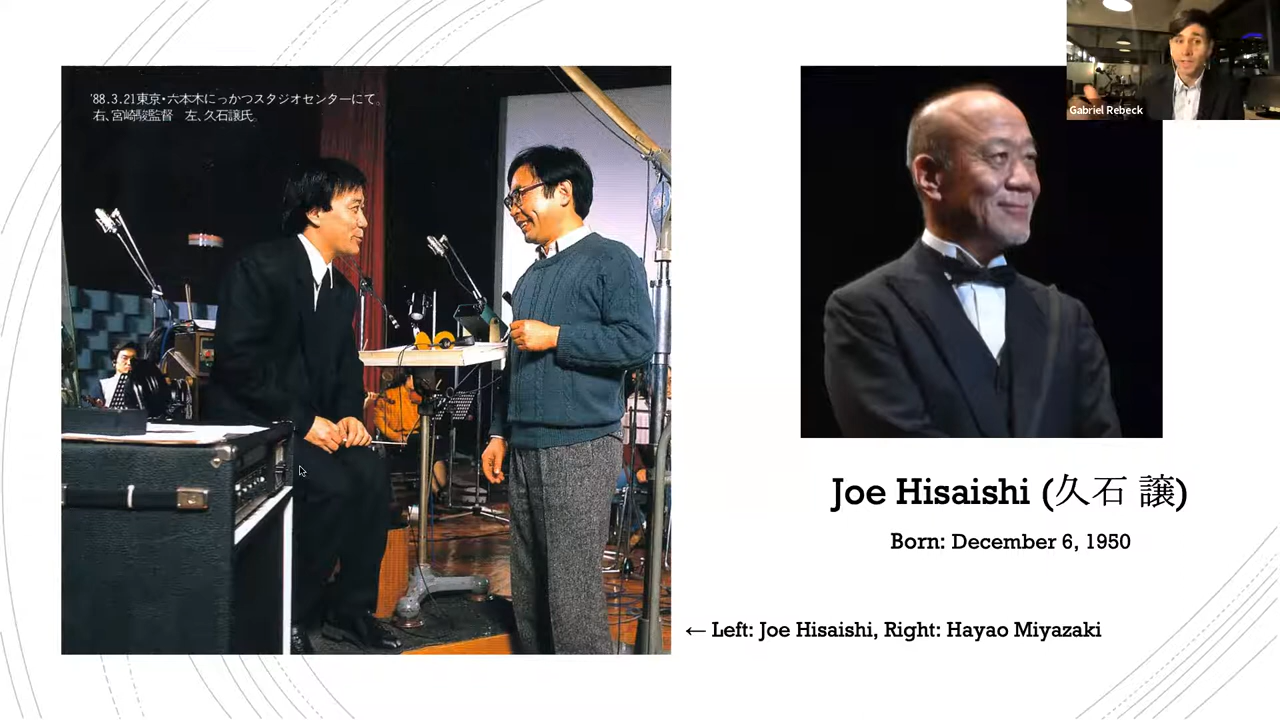 '88.3.21東京・六本木にっかつスタジオセンターにて。
右、宮崎駿監督　左、久石譲氏
Gabriel Rebeck
Joe Hisaishi (久石 譲)
Born: December 6, 1950
← Left: Joe Hisaishi, Right: Hayao Miyazaki